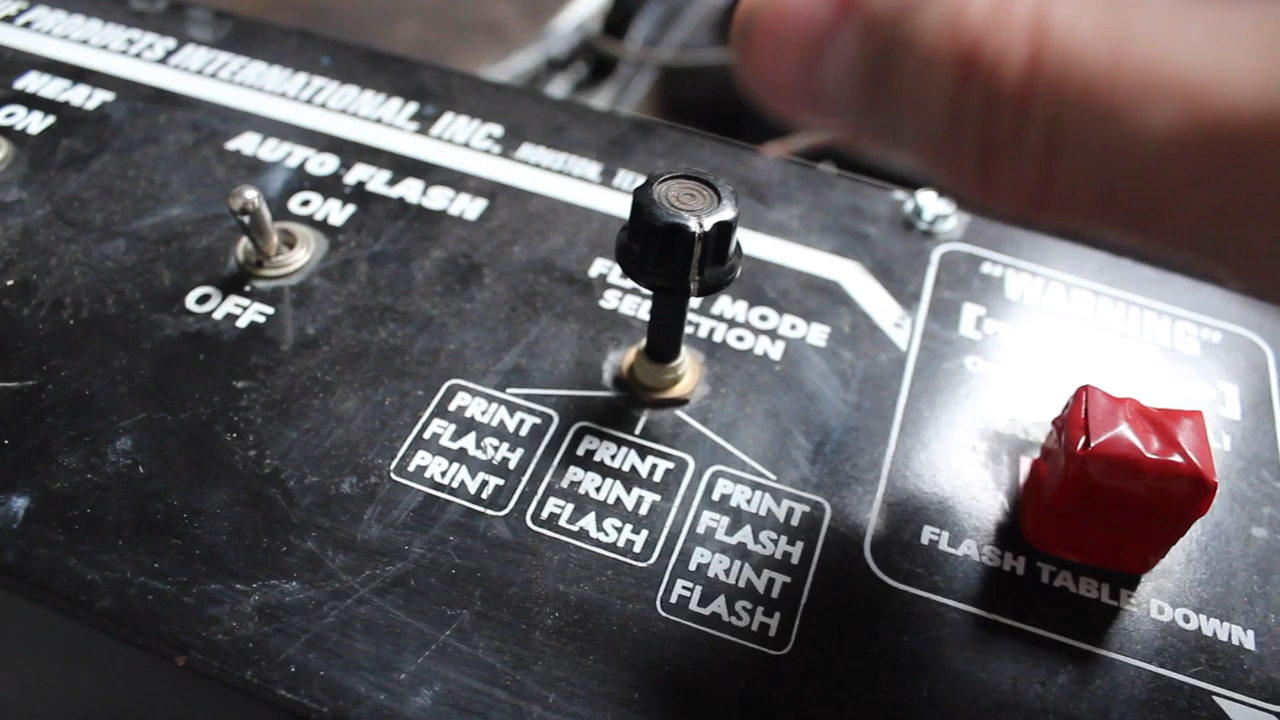 PRODUCTS INTERNATIONAL, INC. HOUSTON,
HEAT
ON
AUTO FLASH
ON
OFF
MODE
PRINT
FLASH
PRINT
PRINT
PRINT
FLASH
PRINT
FLASH
PRINT
FLASH
"WARNING"
FLASH TABLE DOWN